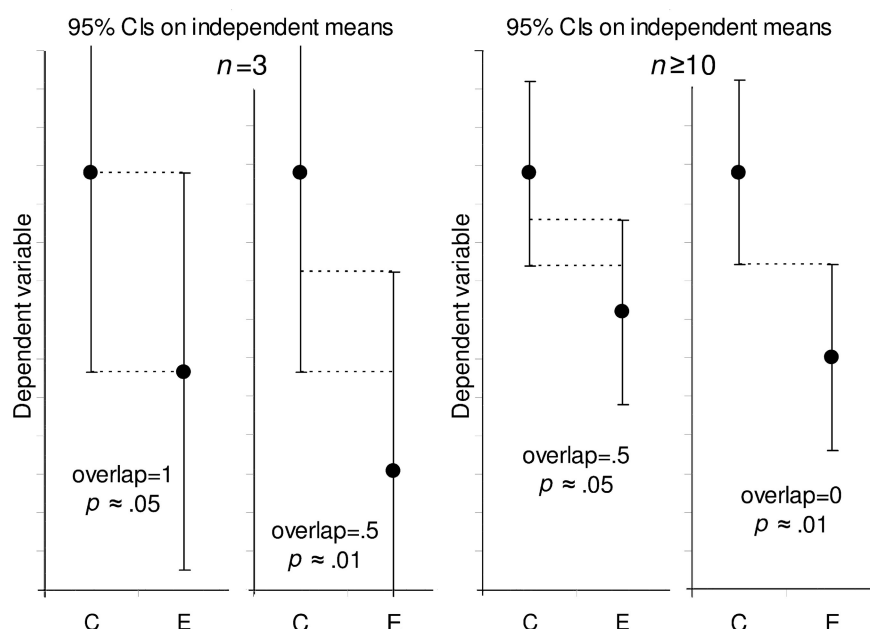 95% CIs on independent means
n=3
Dependent variable
overlap=1
p ≈ .05
C E
overlap=.5
p ≈ .01
C E
95% CIs on independent means
n≥10
Dependent variable
overlap=.5
p ≈ .05
C E
overlap=0
p ≈ .01
C E